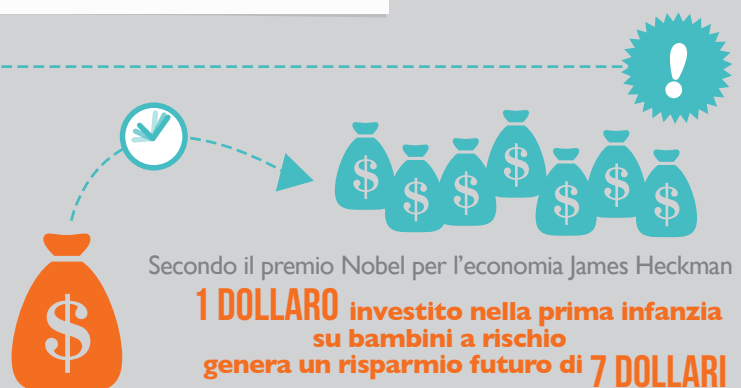 !
$ $ $ $ $ $ $
$
Secondo il premio Nobel per l’economia James Heckman
1 DOLLARO investito nella prima infanzia
su bambini a rischio
genera un risparmio futuro di 7 DOLLARI